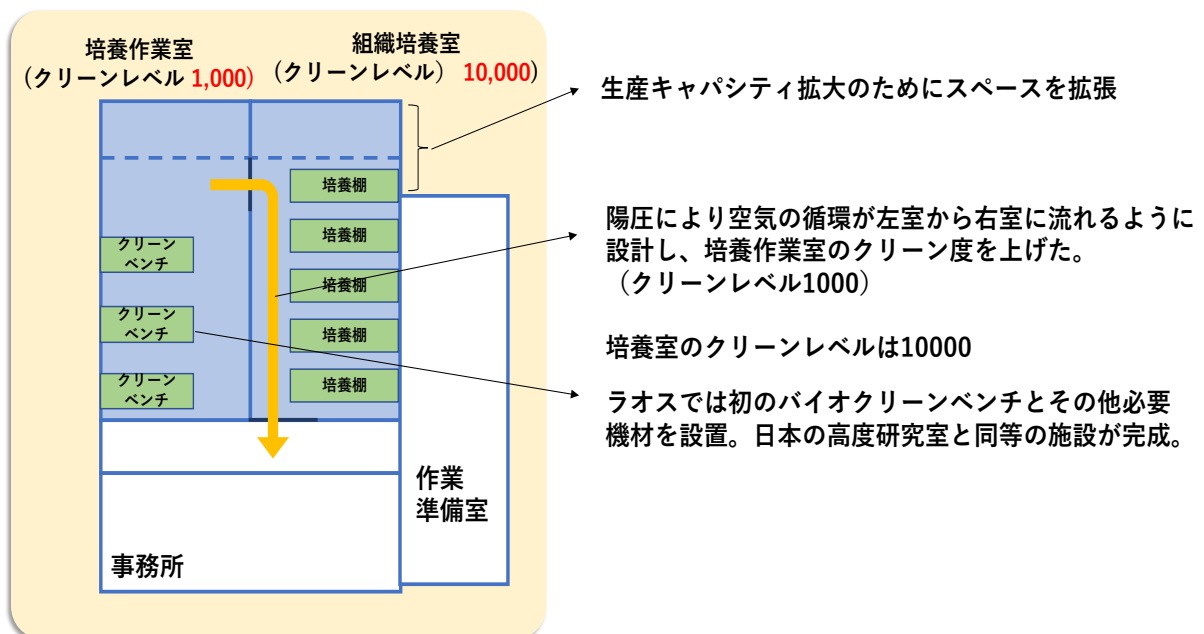 培養作業室
（クリーンレベル 1,000)
組織培養室
（クリーンレベル） 10,000)
培養棚
培養棚
培養棚
培養棚
培養棚
クリーン
ベンチ
クリーン
ベンチ
クリーン
ベンチ
作業
準備室
事務所
生産キャパシティ拡大のためにスペースを拡張
陽圧により空気の循環が左室から右室に流れるように
設計し、培養作業室のクリーン度を上げた。
（クリーンレベル1000）
培養室のクリーンレベルは10000
ラオスでは初のバイオクリーンベンチとその他必要
機材を設置。日本の高度研究室と同等の施設が完成。